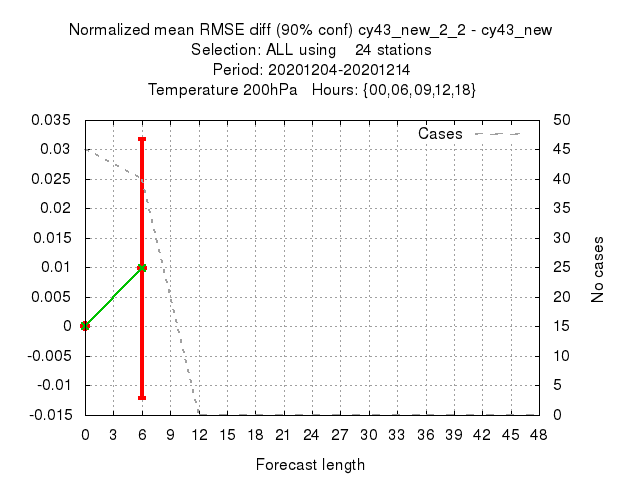 Normalized mean RMSE diff (90% conf) cy43_new_2_2 - cy43_new
Selection: ALL using 24 stations
Period: 20201204-20201214
Temperature 200hPa Hours: {00,06,09,12,18}
Cases
0.035
0.03
0.025
0.02
0.015
0.01
0.005
0
-0.005
-0.01
-0.015
50
45
40
35
30
25
20
15
10
5
0
No cases
0 3 6 9 12 15 18 21 24 27 30 33 36 39 42 45 48
Forecast length